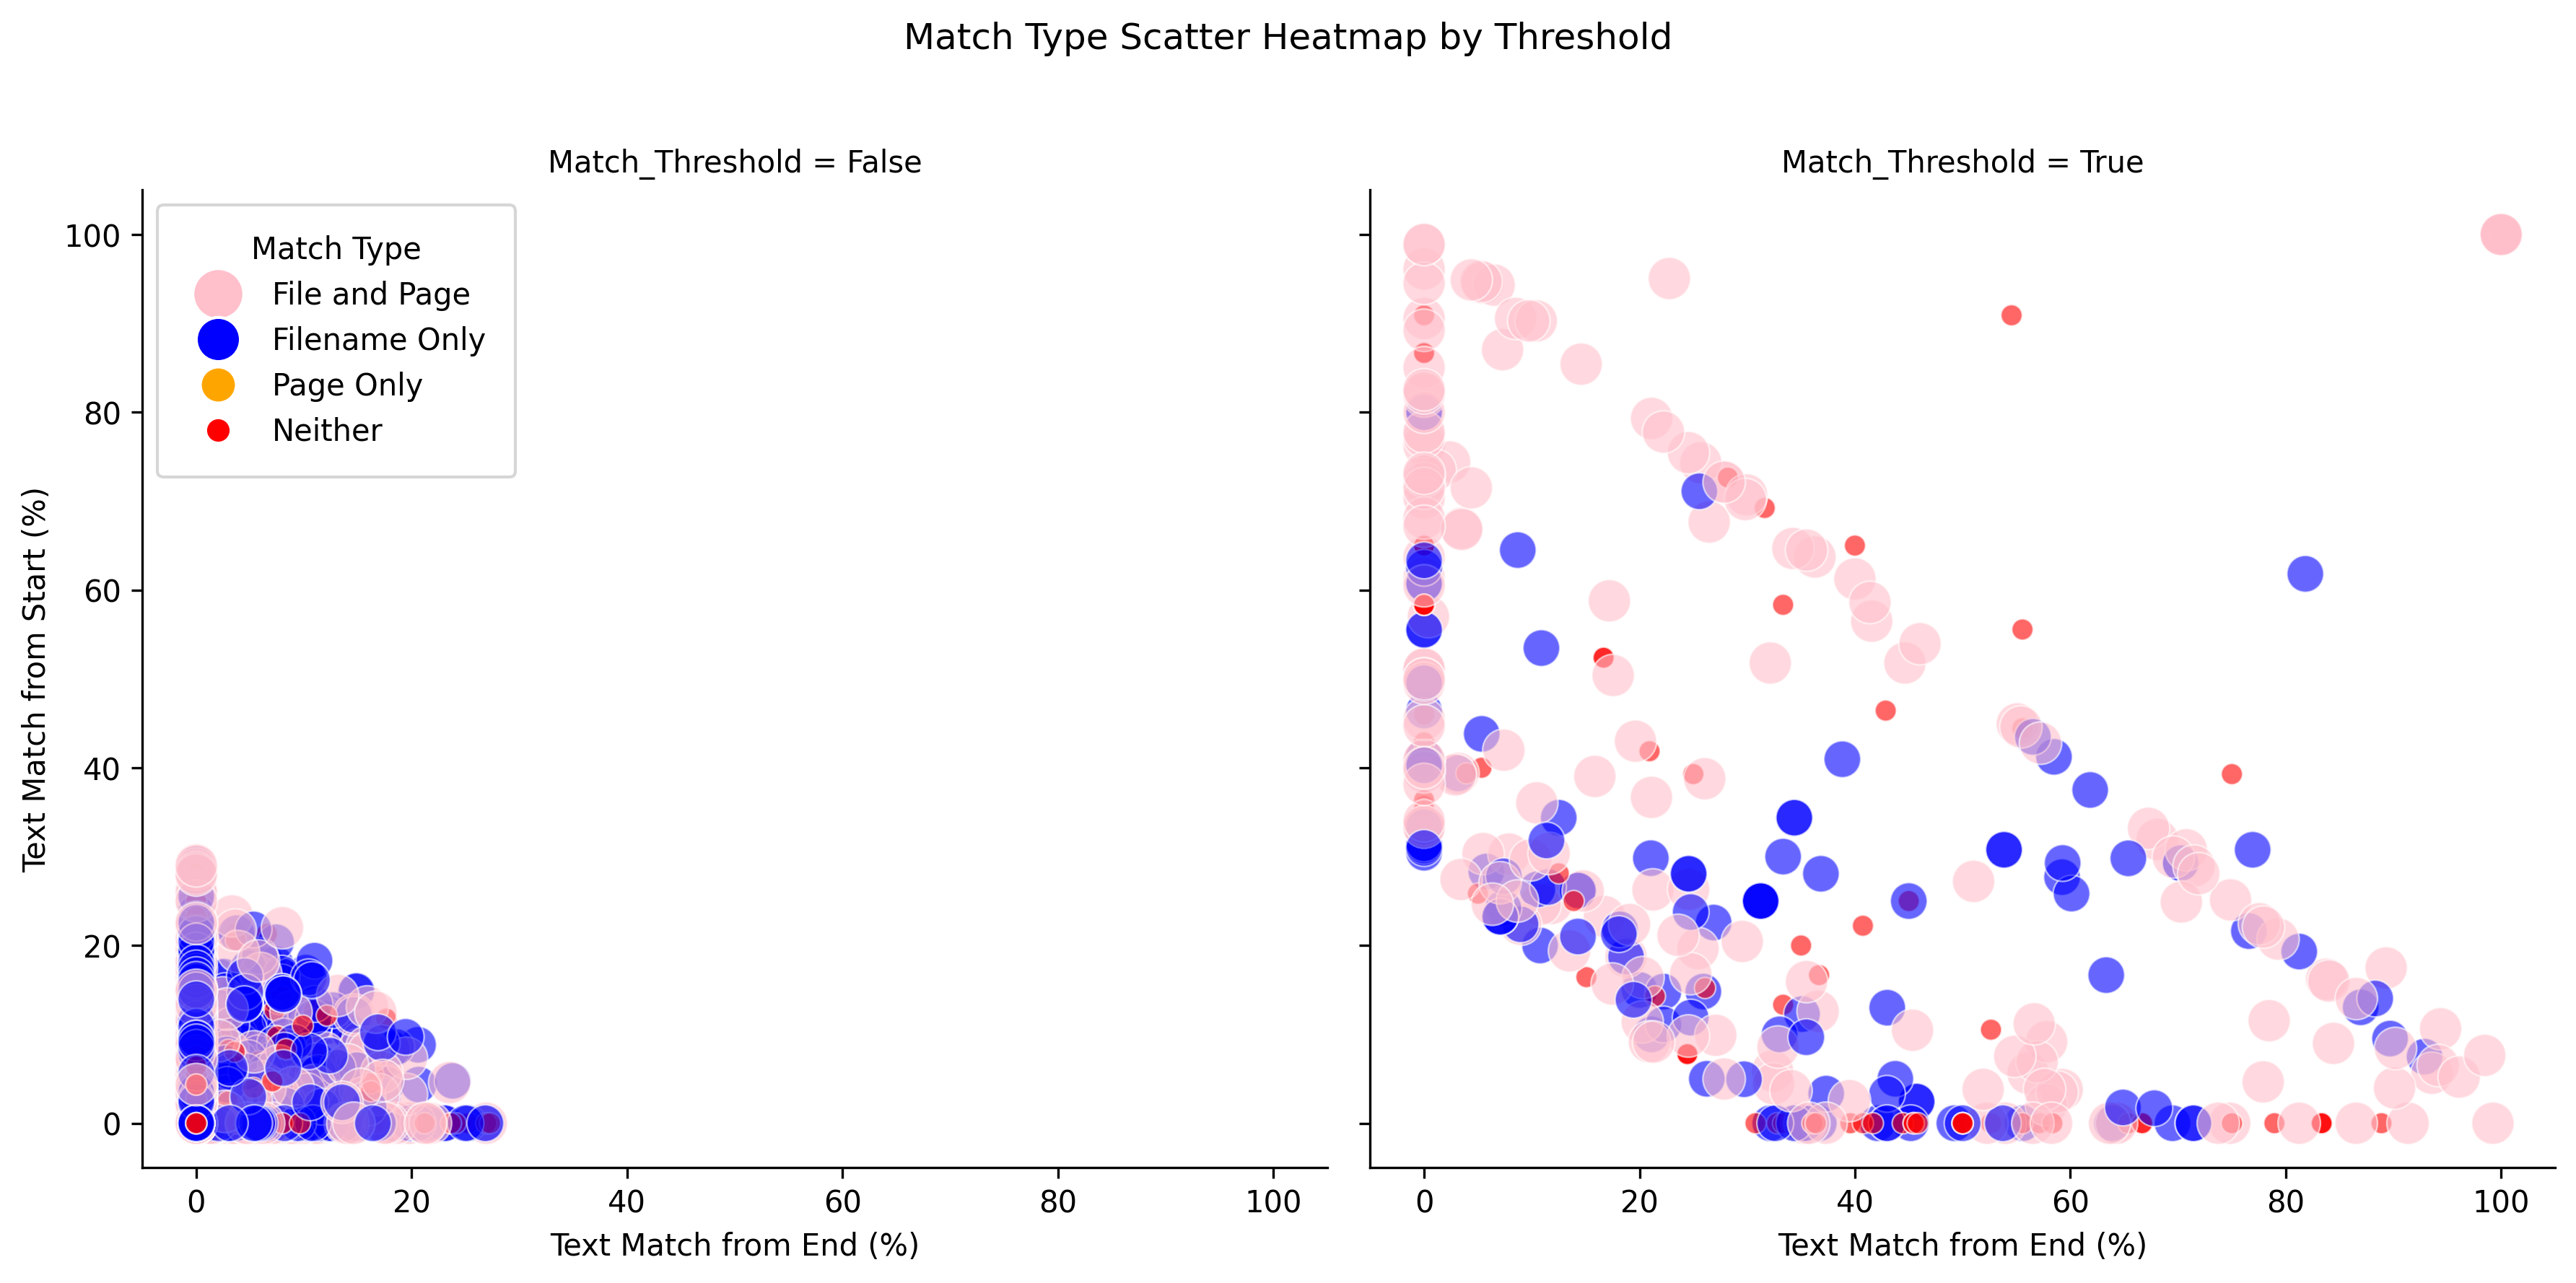 Match Type Scatter Heatmap by Threshold
Match_Threshold = False
Match_Threshold = True
Match Type
File and Page
Filename Only
Page Only
Neither
Text Match from Start (%)
100
80
60
40
20
0
0 20 40 60 80 100
0 20 40 60 80 100
Text Match from End (%)
Text Match from End (%)